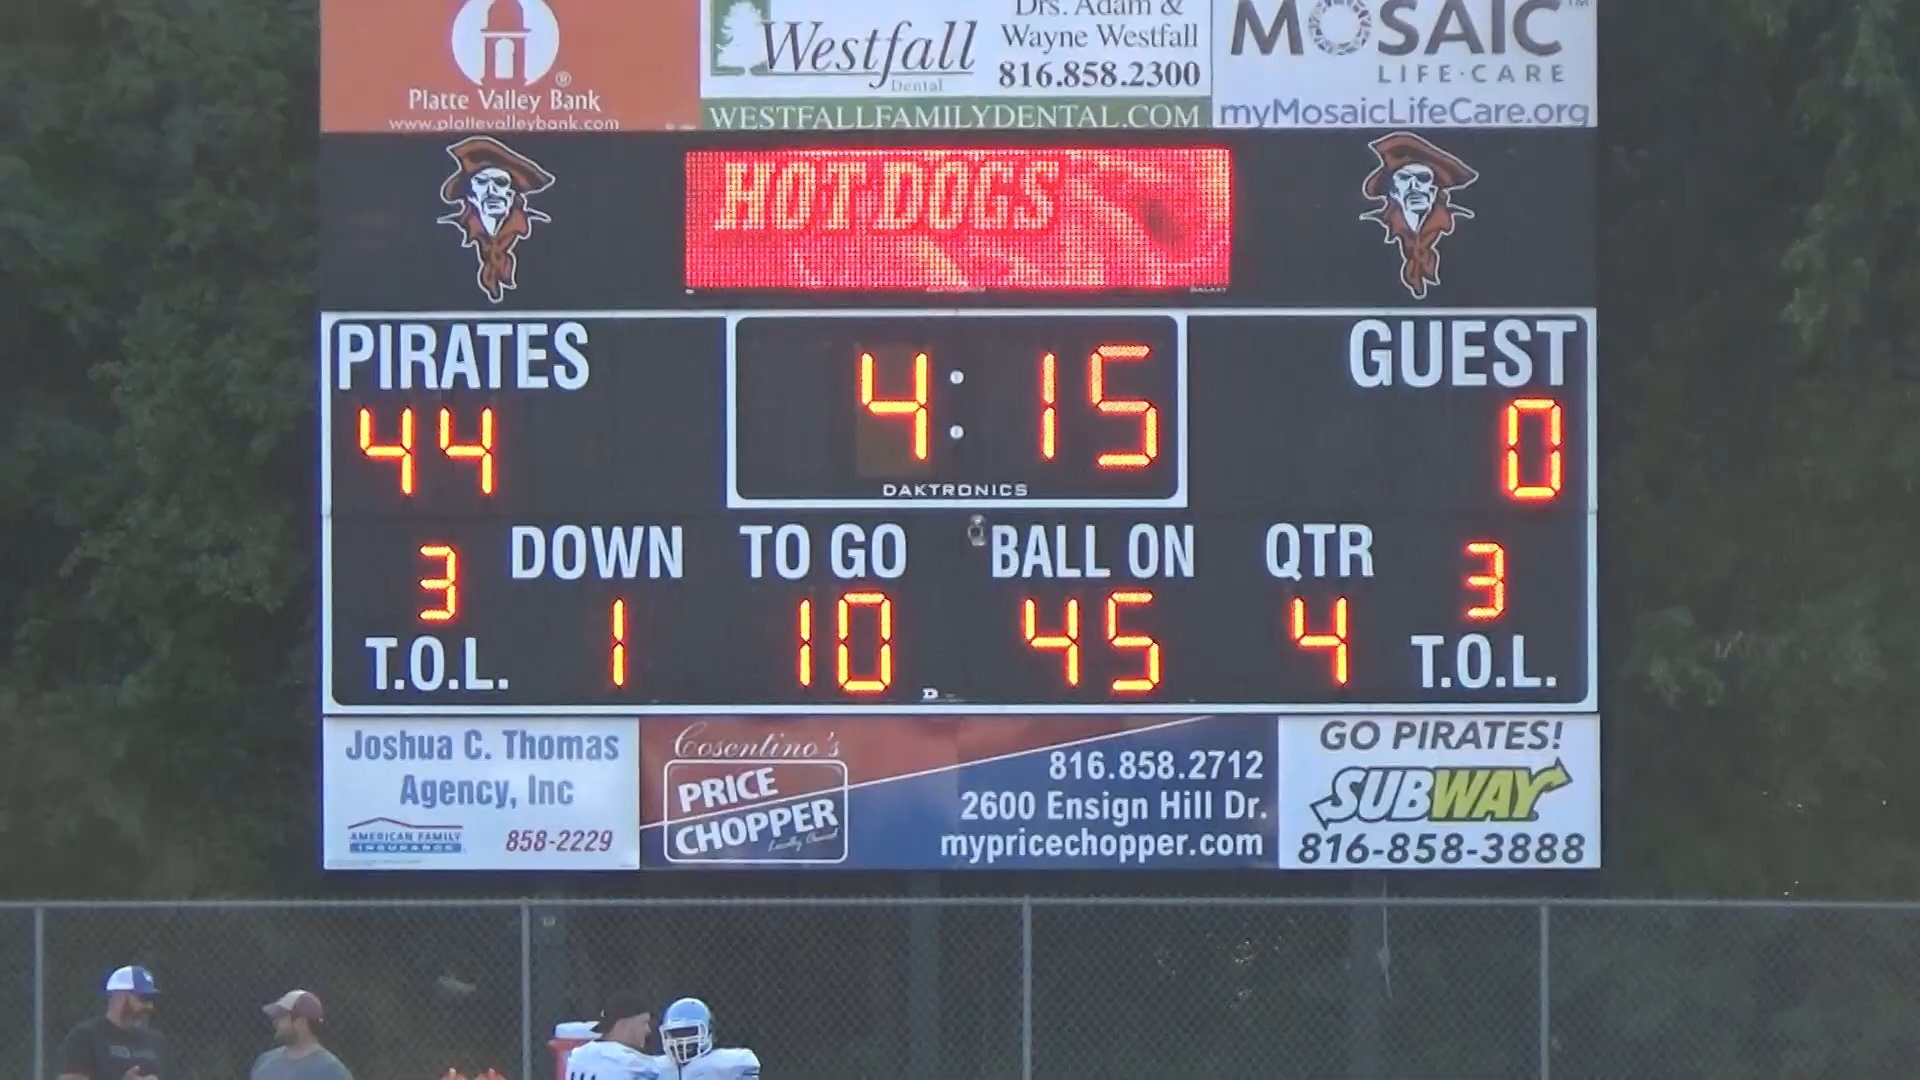 Platte Valley Bank ®
www.plattevalleybank.com
Westfall
Dental
Drs. Adam &
Wayne Westfall
816.858.2300
WESTFALLFAMILYDENTAL.COM
MOSAIC™
LIFE·CARE
myMosaicLifeCare.org
HOT DOGS
PIRATES
44
4:15
DAKTRONICS
GUEST
0
3
T.O.L.
DOWN
1
TO GO
10
BALL ON
45
QTR
4
3
T.O.L.
Joshua C. Thomas
Agency, Inc
AMERICAN FAMILY
INSURANCE
858-2229
Cosentino's
PRICE
CHOPPER
816.858.2712
2600 Ensign Hill Dr.
mypricechopper.com
GO PIRATES!
SUBWAY
816-858-3888